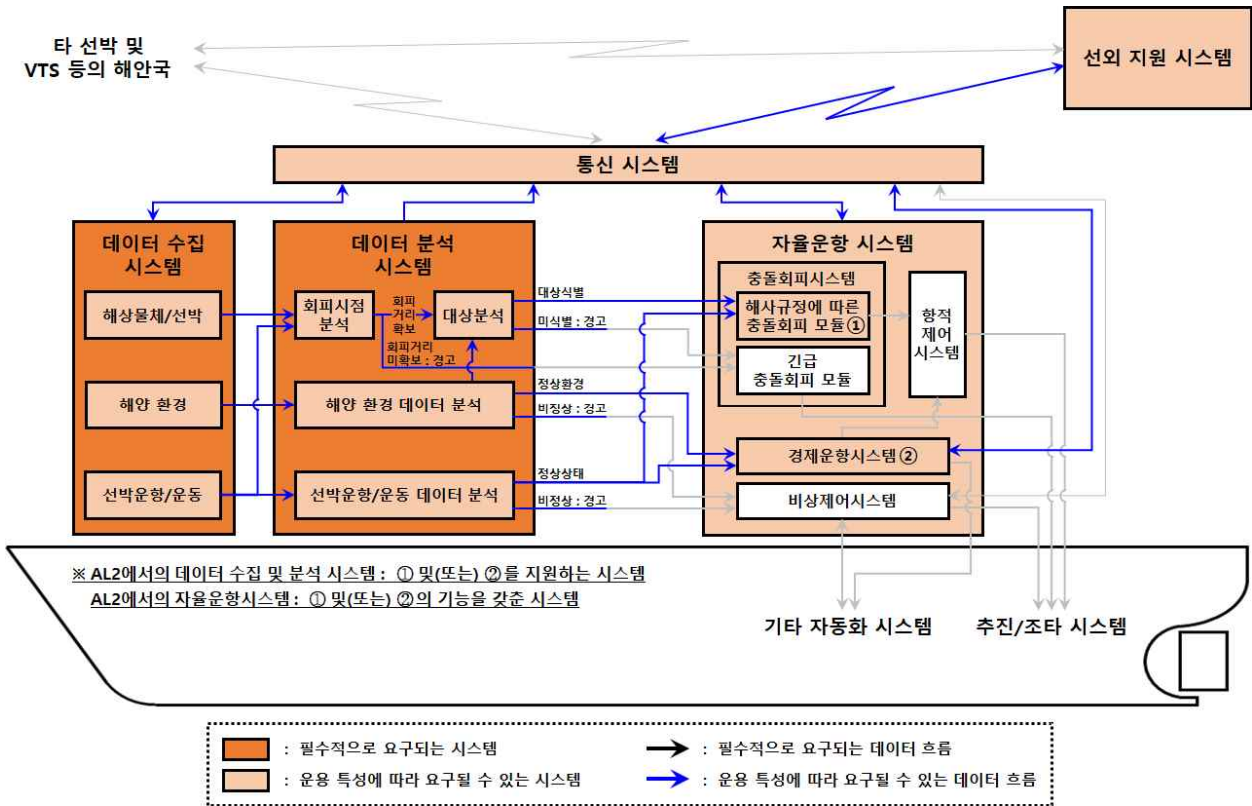 타 선박 및
VTS 등의 해안국
선외 지원 시스템
통신 시스템
데이터 수집
시스템
해상물체/선박
해양 환경
선박운항/운동
데이터 분석
시스템
회피시점
분석
회피
거리
확보
대상분석
회피거리
미확보 : 경고
해양 환경 데이터 분석
선박운항/운동 데이터 분석
대상식별
미식별 : 경고
정상환경
비정상 : 경고
정상상태
비정상 : 경고
자율운항 시스템
충돌회피시스템
해사규정에 따른
충돌회피 모듈①
긴급
충돌회피 모듈
항적
제어
시스템
경제운항시스템②
비상제어시스템
※ AL2에서의 데이터 수집 및 분석 시스템 : ① 및(또는) ②를 지원하는 시스템
AL2에서의 자율운항시스템 : ① 및(또는) ②의 기능을 갖춘 시스템
기타 자동화 시스템
추진/조타 시스템
: 필수적으로 요구되는 시스템
: 필수적으로 요구되는 데이터 흐름
: 운용 특성에 따라 요구될 수 있는 시스템
: 운용 특성에 따라 요구될 수 있는 데이터 흐름